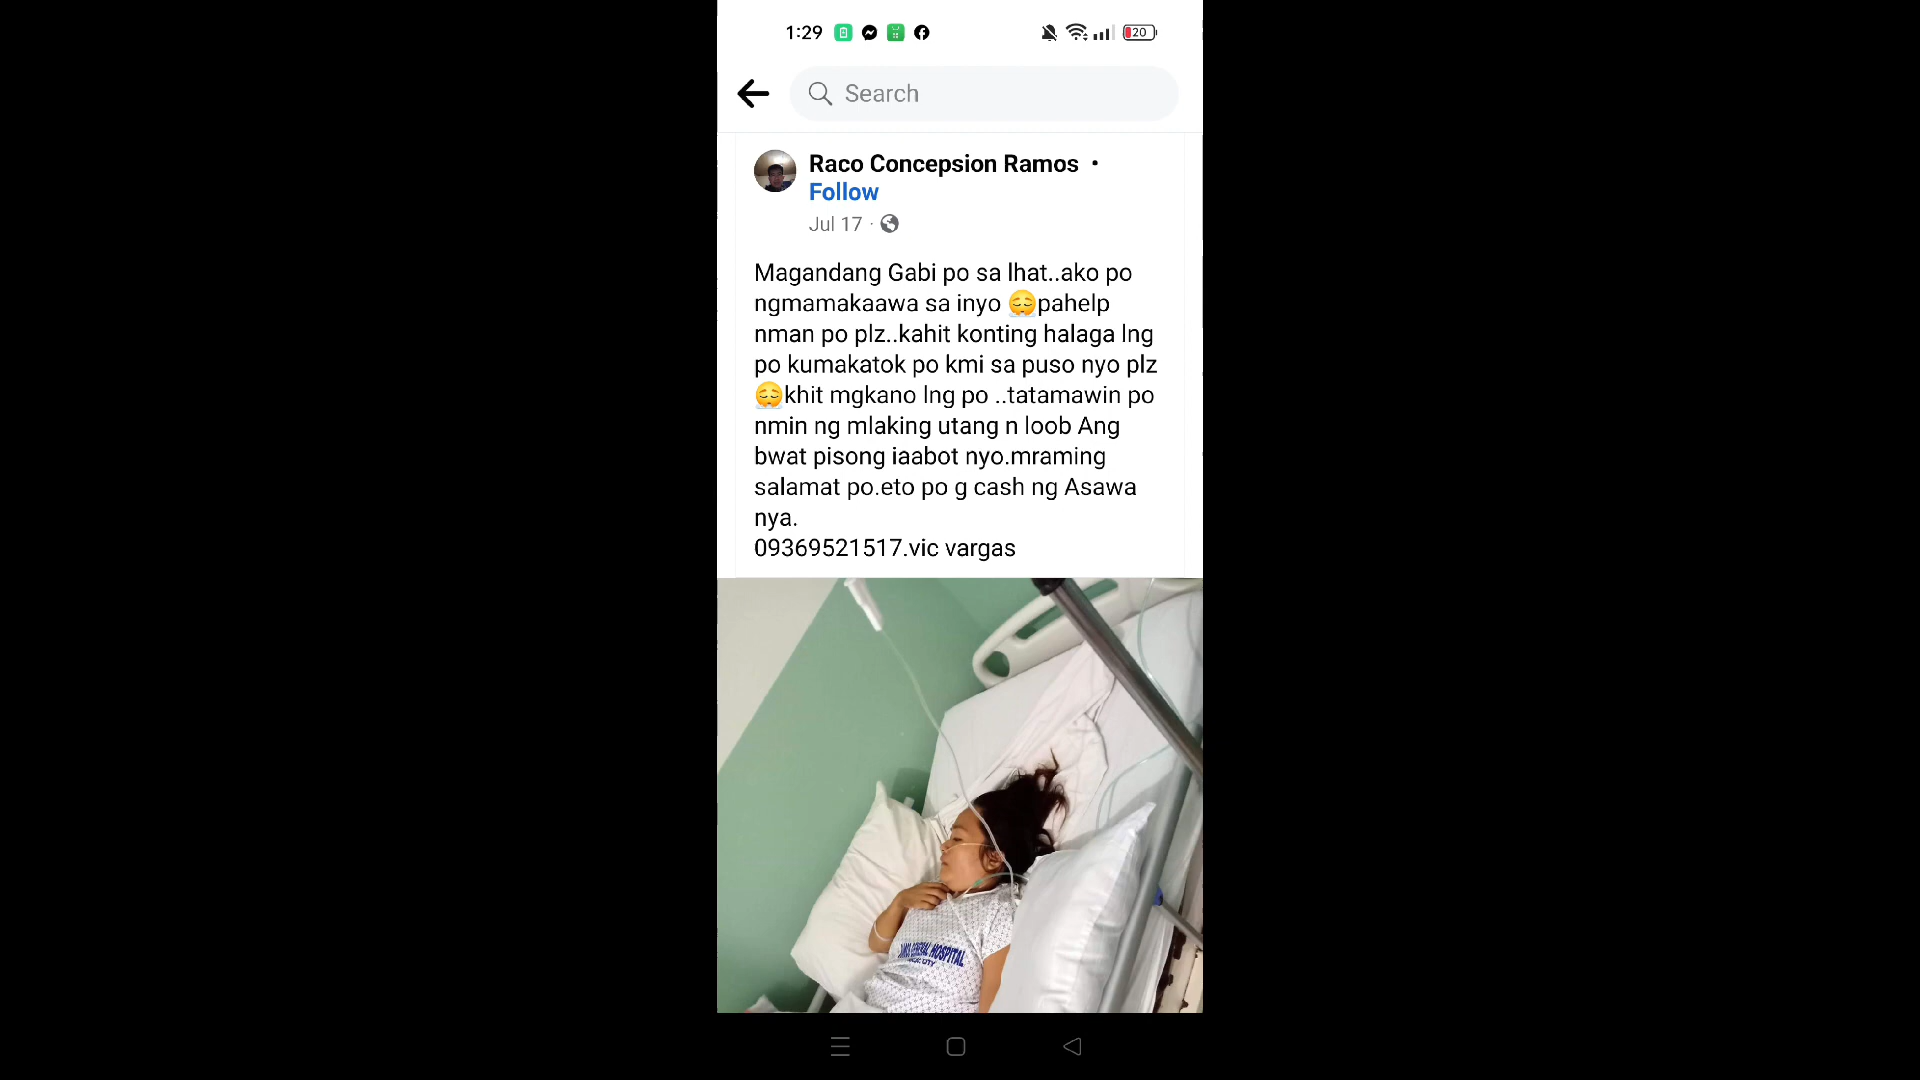 1:29
20
Search
Raco Concepsion Ramos •
Follow
Jul 17 ·
Magandang Gabi po sa lhat..ako po
ngmamakaawa sa inyo 😮‍💨pahelp
nman po plz..kahit konting halaga lng
po kumakatok po kmi sa puso nyo plz
😮‍💨khit mgkano lng po ..tatamawin po
nmin ng mlaking utang n loob Ang
bwat pisong iaabot nyo.mraming
salamat po.eto po g cash ng Asawa
nya.
09369521517.vic vargas
GENERAL HOSPITAL
CITY